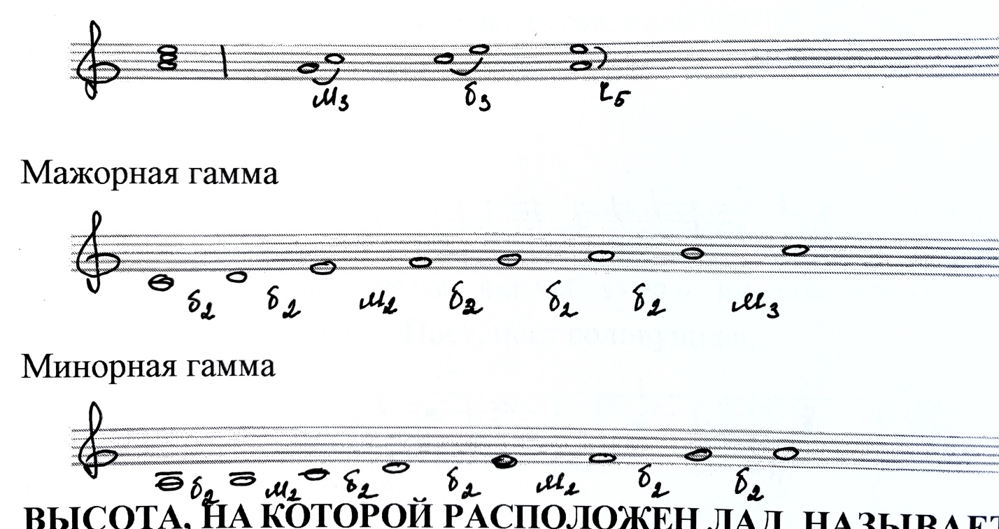 м3 б3 ч5
Мажорная гамма
б2 б2 м2 б2 б2 б2 м3
Минорная гамма
б2 м2 б2 б2 м2 б2 б2
ВЫСОТА, НА КОТОРОЙ РАСПОЛОЖЕН ЛАД, НАЗЫВАЕТ